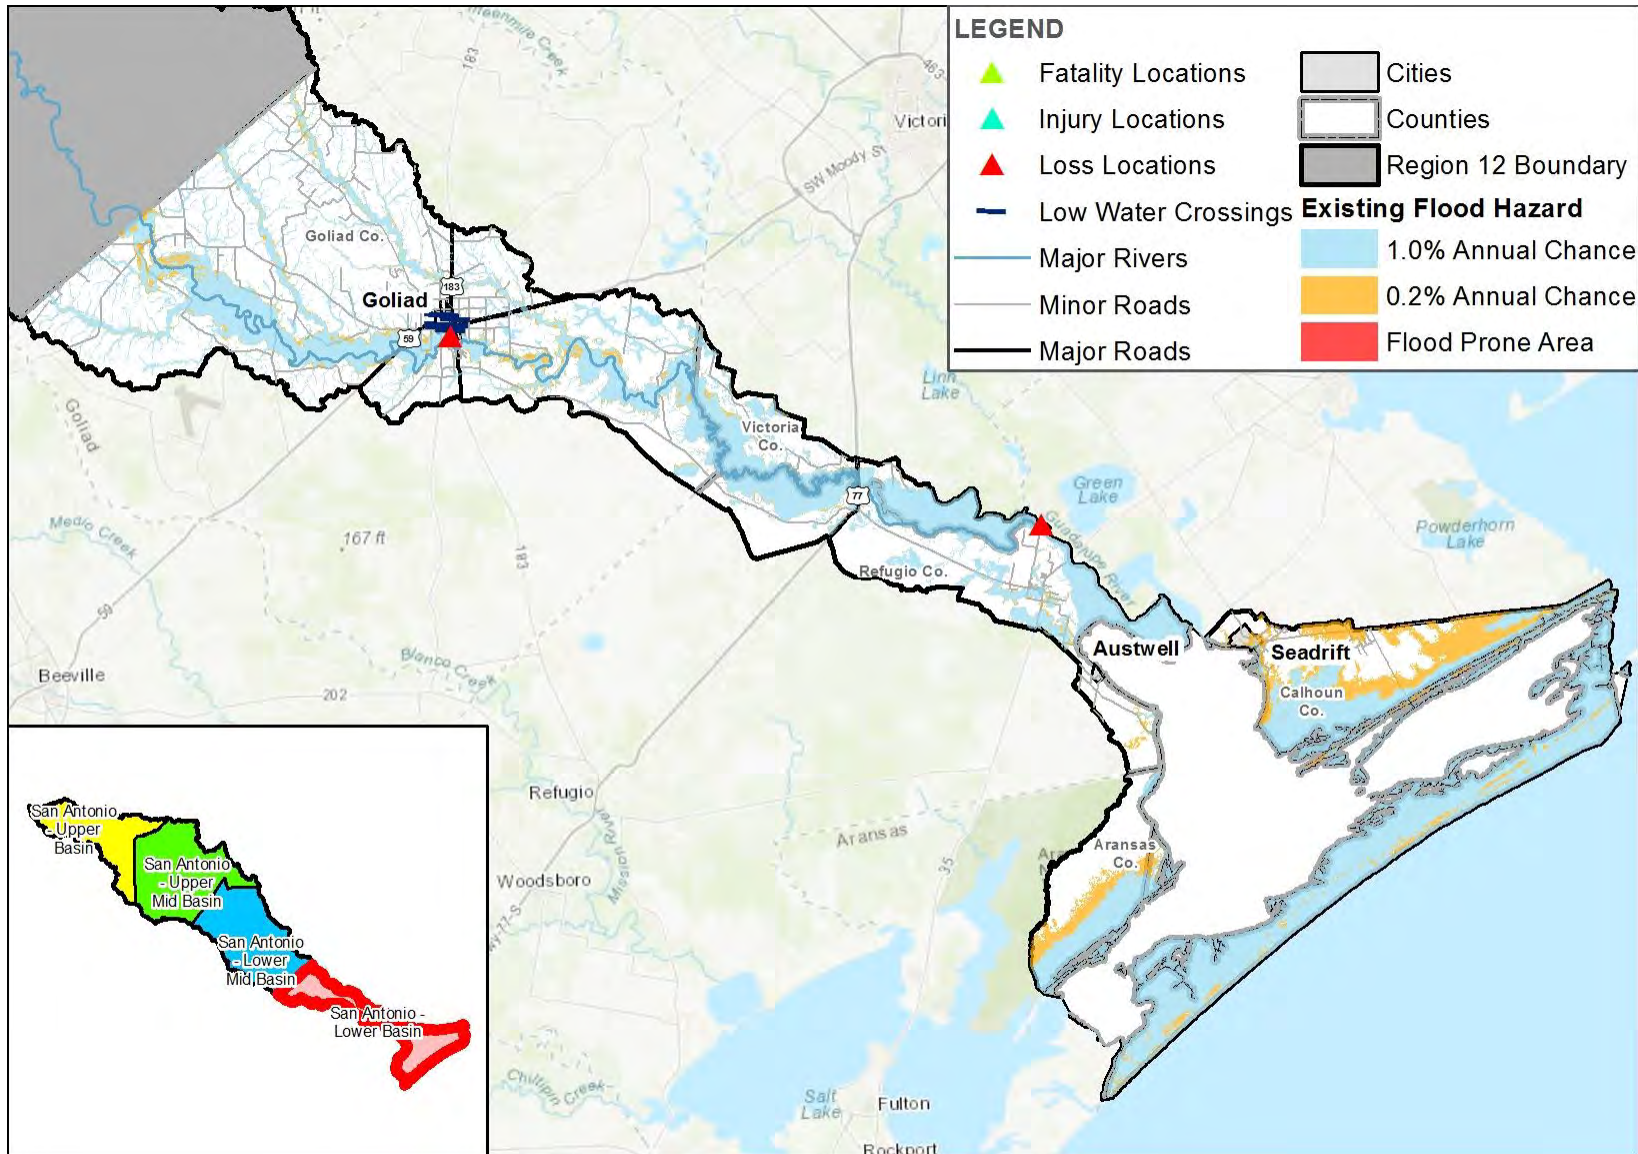 LEGEND
Fatality Locations
Injury Locations
Loss Locations
Low Water Crossings
Major Rivers
Minor Roads
Major Roads
Cities
Counties
Region 12 Boundary
Existing Flood Hazard
1.0% Annual Chance
0.2% Annual Chance
Flood Prone Area
183
463
Victori
SW Moody St
Goliad Co.
Goliad
183
59
Linn
Lake
Goliad
Victoria
Co.
77
Green
Lake
Guadalupe River
Powderhorn
Lake
Medio Creek
167 ft
183
Refugio Co.
59
Austwell
Seadrift
Calhoun
Co.
Blanco Creek
Beeville
202
Refugio
Mission River
Aransas
35
Aransas
Co.
Woodsboro
wy-77-S
San Antonio
- Upper
Basin
San Antonio
- Upper
Mid Basin
San Antonio
- Lower
Mid Basin
San Antonio -
Lower Basin
Chiltipin Creek
Salt
Lake
Fulton
Rockport